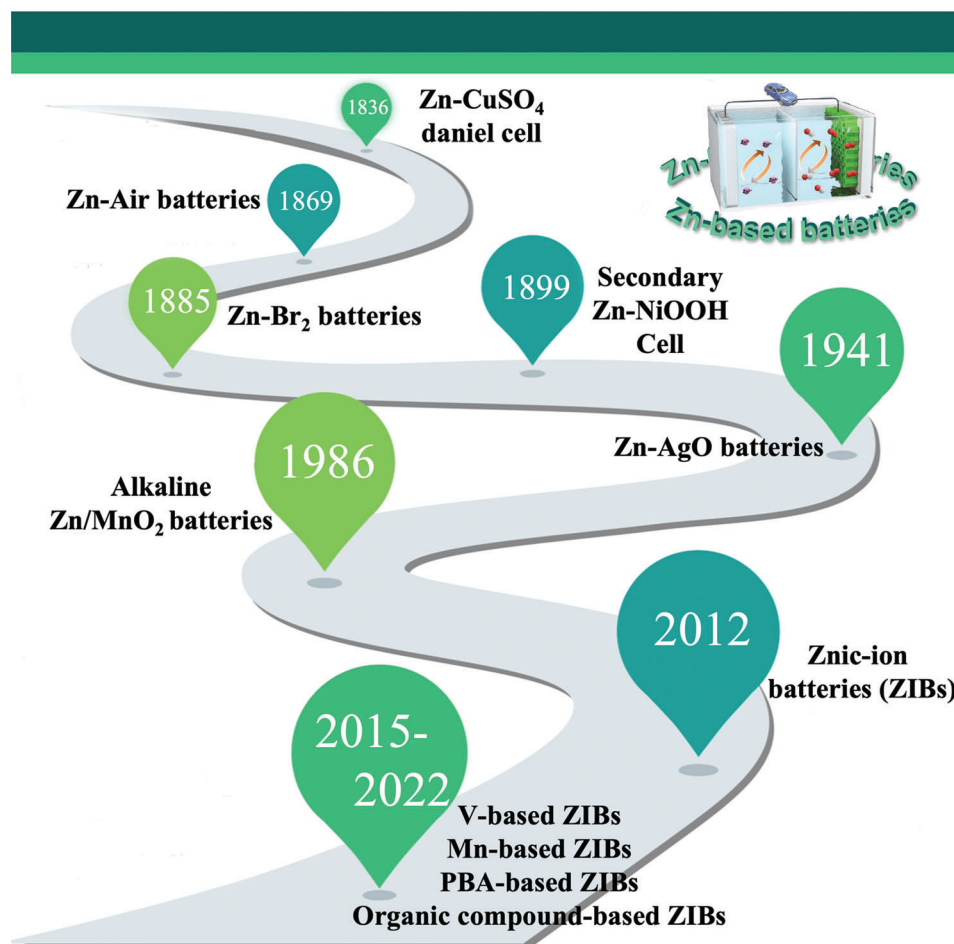 1836
Zn-CuSO₄
daniel cell
Zn-Air batteries
1869
Zn-based batteries
1885
Zn-Br₂ batteries
1899
Secondary
Zn-NiOOH
Cell
1941
Zn-AgO batteries
1986
Alkaline
Zn/MnO₂ batteries
2012
Znic-ion
batteries (ZIBs)
2015-
2022
V-based ZIBs
Mn-based ZIBs
PBA-based ZIBs
Organic compound-based ZIBs